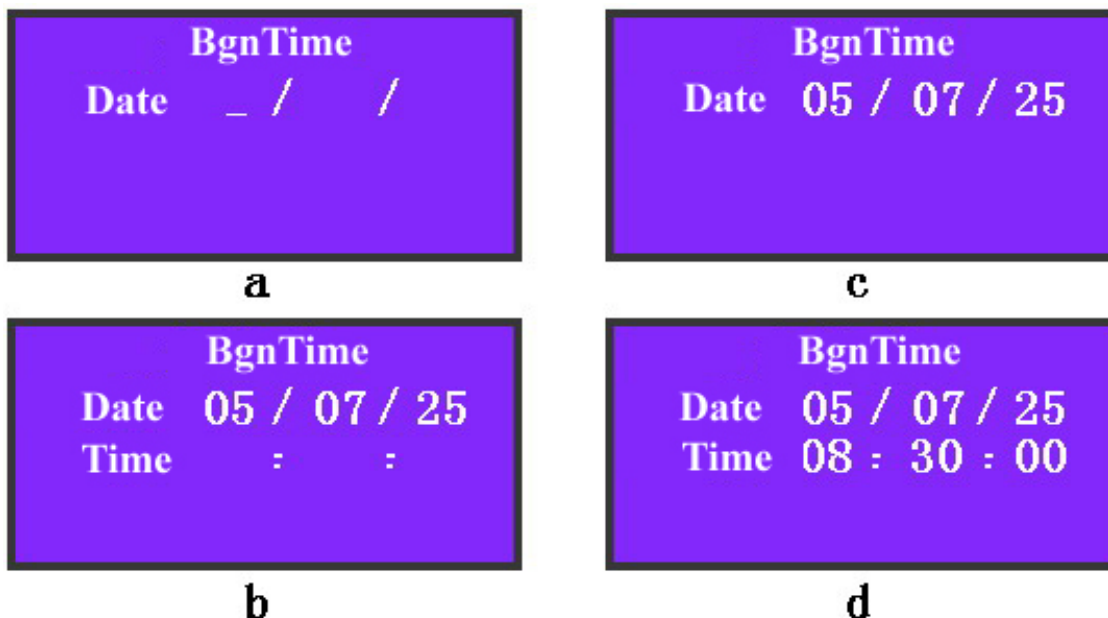 BgnTime
Date _ / /
a
BgnTime
Date 05 / 07 / 25
c
BgnTime
Date 05 / 07 / 25
Time : :
b
BgnTime
Date 05 / 07 / 25
Time 08 : 30 : 00
d